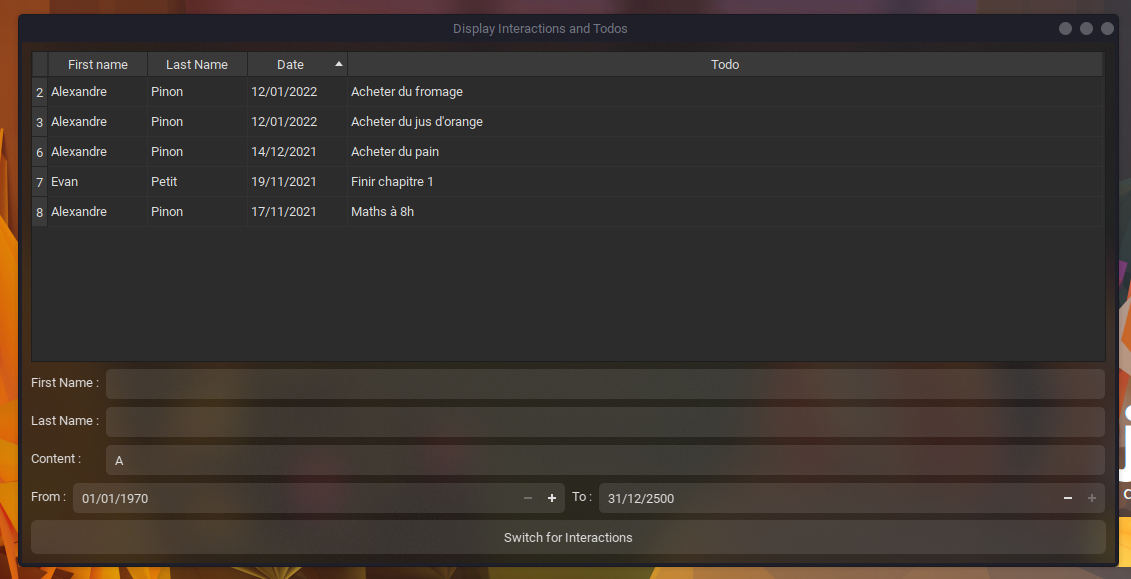 Display Interactions and Todos
First name Last Name Date Todo
2 Alexandre Pinon 12/01/2022 Acheter du fromage
3 Alexandre Pinon 12/01/2022 Acheter du jus d'orange
6 Alexandre Pinon 14/12/2021 Acheter du pain
7 Evan Petit 19/11/2021 Finir chapitre 1
8 Alexandre Pinon 17/11/2021 Maths à 8h
First Name :
Last Name :
Content : A
From : 01/01/1970 − + To : 31/12/2500 − +
Switch for Interactions